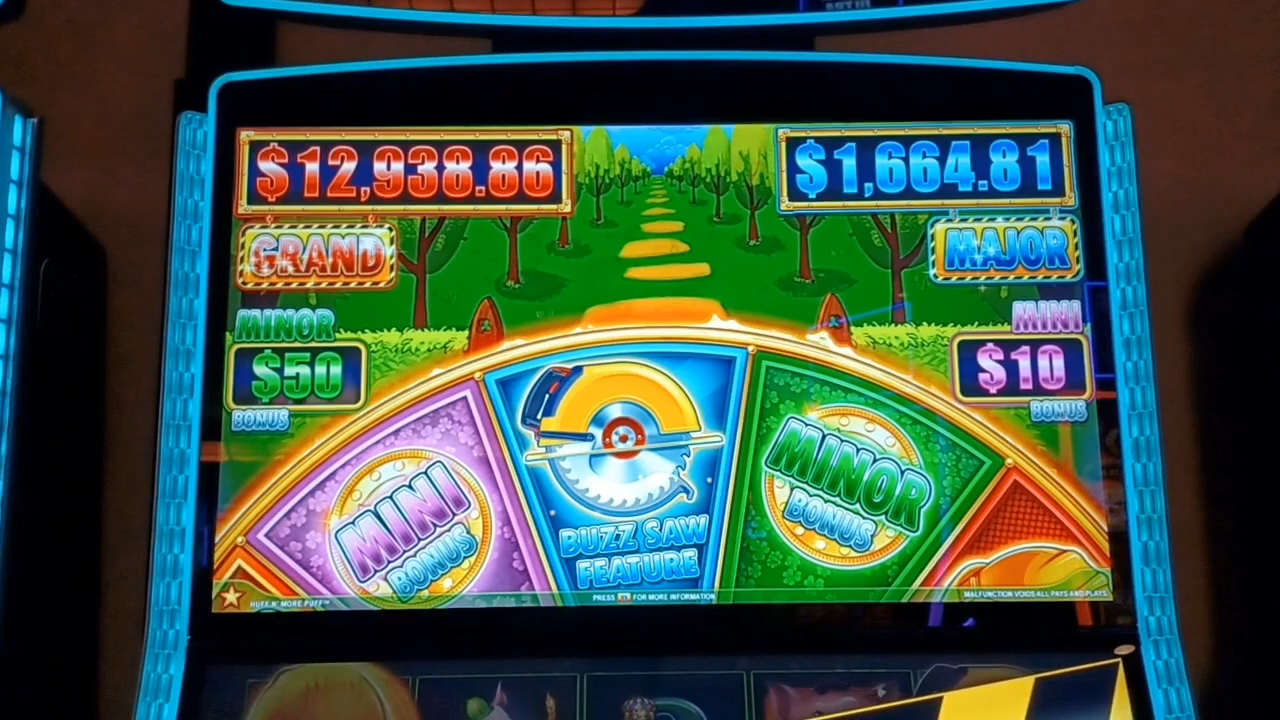 $12,938.86
GRAND
$1,664.81
MAJOR
MINOR
$50
BONUS
MINI
$10
BONUS
MINI
BONUS
BUZZ SAW
FEATURE
MINOR
BONUS
HUFF N' MORE PUFF™
PRESS
FOR MORE INFORMATION
MALFUNCTION VOIDS ALL PAYS AND PLAYS.